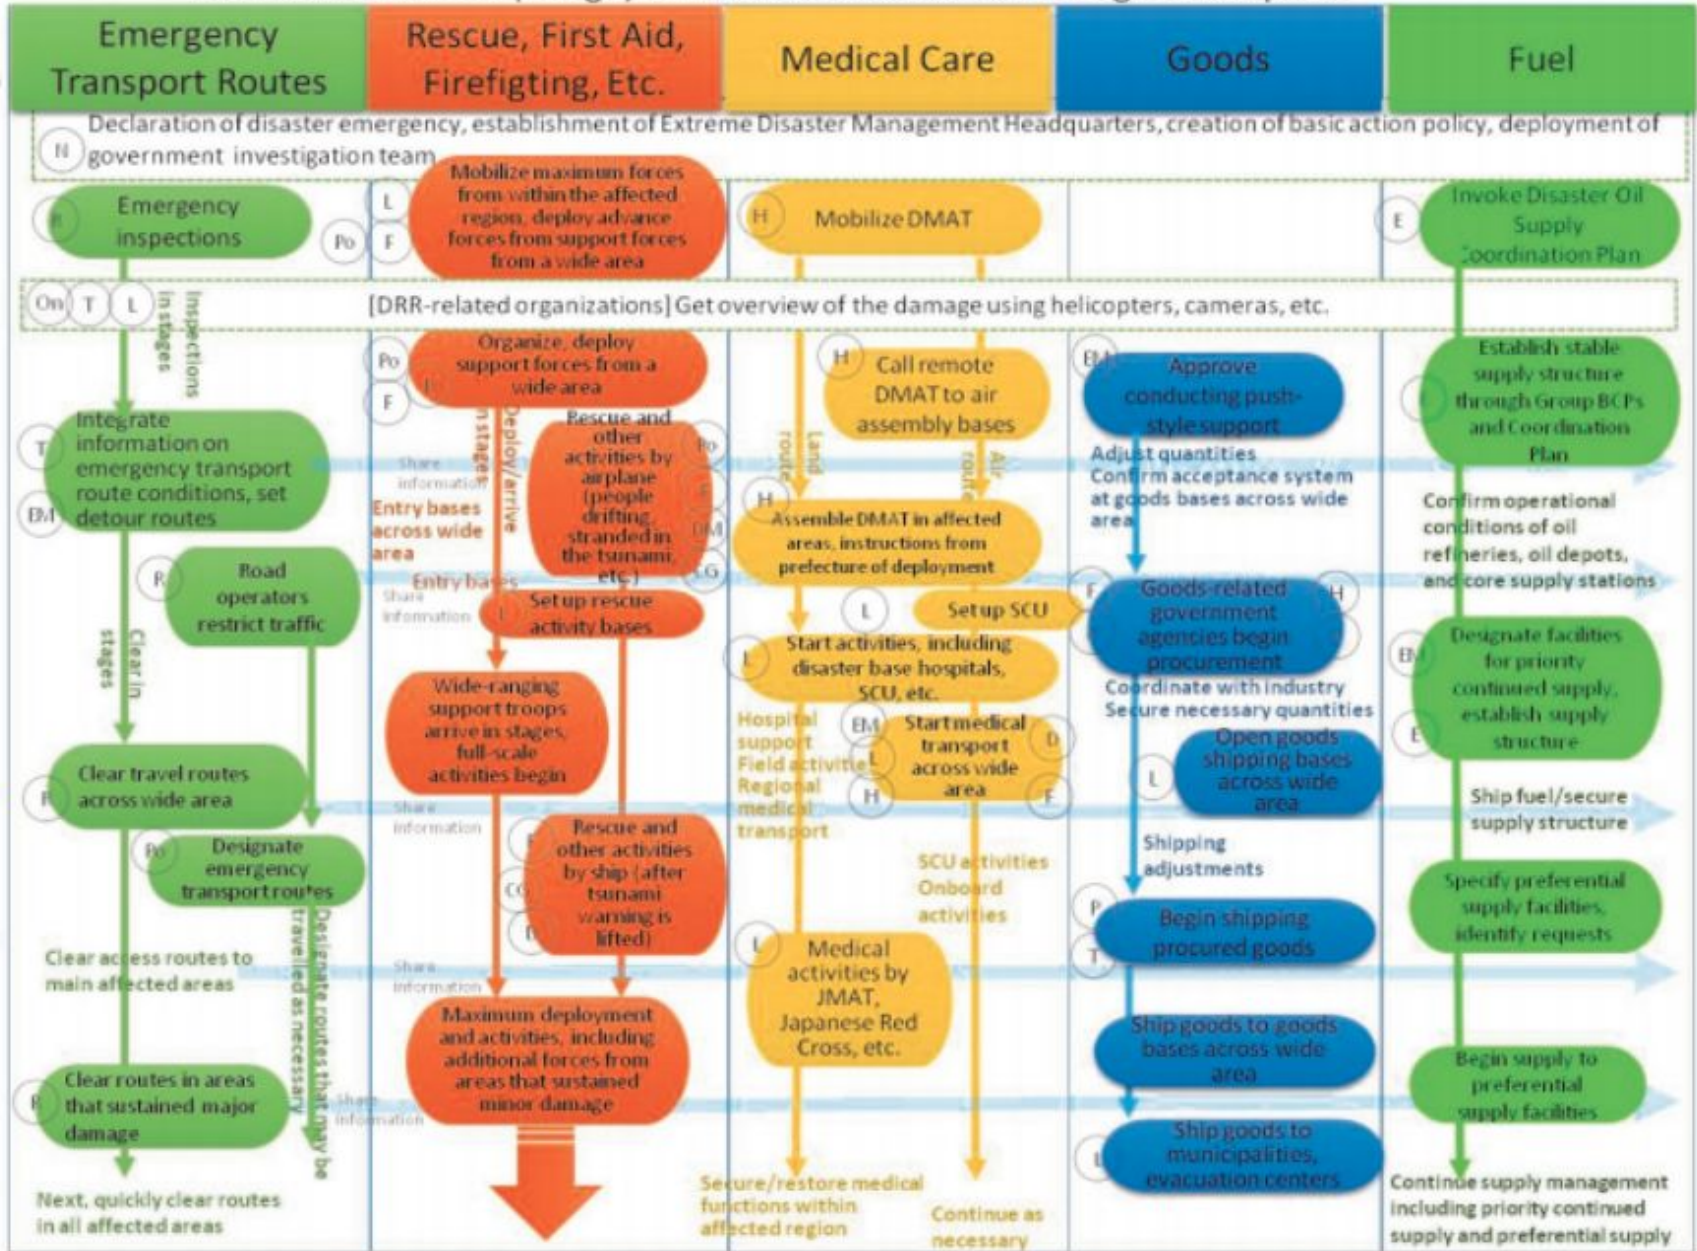 Emergency
Transport Routes
Rescue, First Aid,
Firefigting, Etc.
Medical Care
Goods
Fuel
Declaration of disaster emergency, establishment of Extreme Disaster Management Headquarters, creation of basic action policy, deployment of
N
government investigation team
R
Emergency
inspections
L
Po
F
Mobilize maximum forces
from within the affected
region, deploy advance
forces from support forces
from a wide area
H
Mobilize DMAT
E
Invoke Disaster Oil
Supply
Coordination Plan
On
T
L
[DRR-related organizations] Get overview of the damage using helicopters, cameras, etc.
Inspections
in stages
T
EM
Integrate
information on
emergency transport
route conditions, set
detour routes
R
Road
operators
restrict traffic
Clear in
stages
Clear travel routes
across wide area
Po
Designate
emergency
transport routes
Clear access routes to
main affected areas
Designate routes that may be
travelled as necessary
Clear routes in areas
that sustained major
damage
Next, quickly clear routes
in all affected areas
Po
F
Organize, deploy
support forces from a
wide area
Deploy/arrive
in stages
Share
information
Entry bases
across wide
area
Rescue and
other
activities by
airplane
(people
drifting,
stranded in
the tsunami,
etc.)
Po
CG
Entry bases
Share
information
Set up rescue
activity bases
Wide-ranging
support troops
arrive in stages,
full-scale
activities begin
Share
information
CG
Rescue and
other activities
by ship (after
tsunami
warning is
lifted)
Share
information
Maximum deployment
and activities, including
additional forces from
areas that sustained
minor damage
Share
information
H
Call remote
DMAT to air
assembly bases
Land
route
Air
route
H
Assemble DMAT in affected
areas, instructions from
prefecture of deployment
L
Set up SCU
L
Start activities, including
disaster base hospitals,
SCU, etc.
Hospital
support
Field activities
Regional
medical
transport
EM
L
H
Start medical
transport
across wide
area
D
F
SCU activities
Onboard
activities
L
Medical
activities by
JMAT,
Japanese Red
Cross, etc.
Secure/restore medical
functions within
affected region
Continue as
necessary
EM
Approve
conducting push-
style support
Adjust quantities
Confirm acceptance system
at goods bases across wide
area
F
H
Goods-related
government
agencies begin
procurement
Coordinate with industry
Secure necessary quantities
L
Open goods
shipping bases
across wide
area
Shipping
adjustments
P
T
Begin shipping
procured goods
Ship goods to goods
bases across wide
area
L
Ship goods to
municipalities,
evacuation centers
Establish stable
supply structure
through Group BCPs
and Coordination
Plan
Confirm operational
conditions of oil
refineries, oil depots,
and core supply stations
EM
E
Designate facilities
for priority
continued supply,
establish supply
structure
Ship fuel/secure
supply structure
Specify preferential
supply facilities,
identify requests
Begin supply to
preferential
supply facilities
Continue supply management
including priority continued
supply and preferential supply